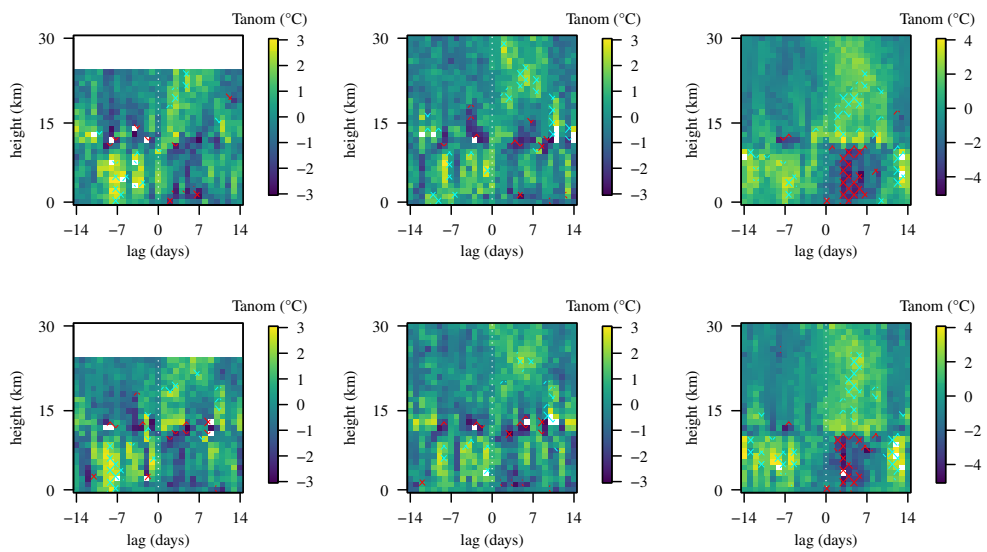 Tanom (°C) Tanom (°C) Tanom (°C)
30 3 30 3 4
30
2 2
2
1 1
15 0 15 0 15 0
height (km) height (km) height (km)
−1 −1
−2
−2 −2
−4
0 −3 0 −3 0
−14 −7 0 7 14 −14 −7 0 7 14 −14 −7 0 7 14
lag (days) lag (days) lag (days)
Tanom (°C) Tanom (°C) Tanom (°C)
30 3 30 3 30 4
2 2
2
1 1
15 0 15 0 15 0
height (km) height (km) height (km)
−1 −1
−2
−2 −2
−4
0 −3 0 −3 0
−14 −7 0 7 14 −14 −7 0 7 14 −14 −7 0 7 14
lag (days) lag (days) lag (days)